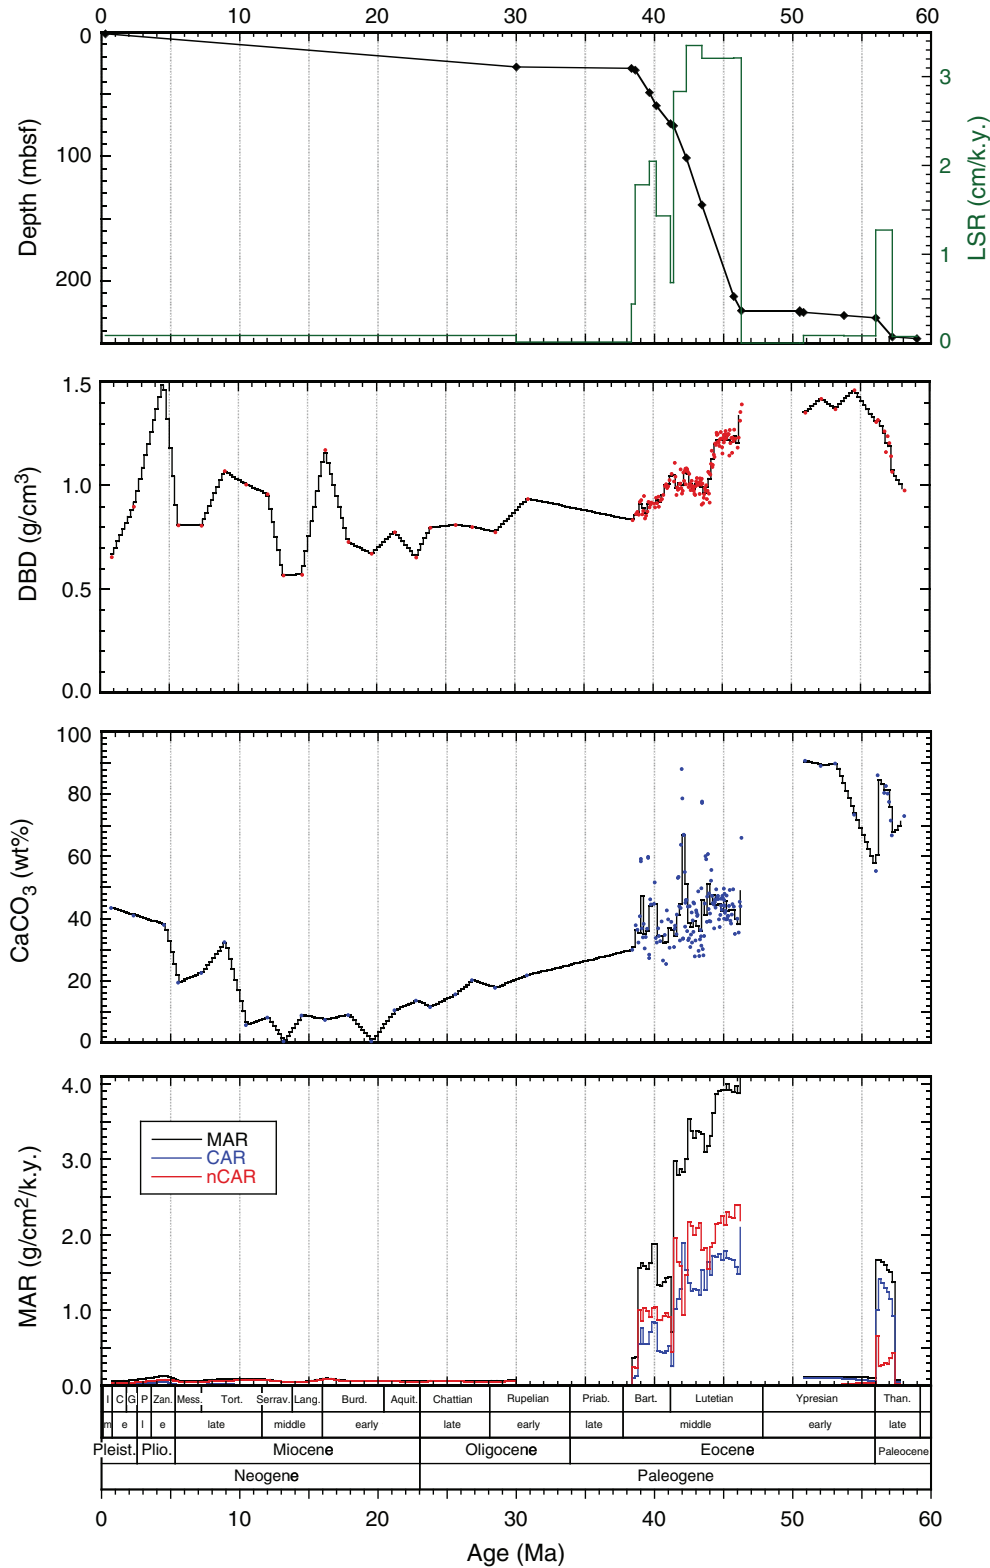 0 10 20 30 40 50 60
0
100
200
Depth (mbsf)
3
2
1
0
LSR (cm/k.y.)
1.5
1.0
0.5
0.0
DBD (g/cm3)
100
80
60
40
20
0
CaCO3 (wt%)
4.0
3.0
2.0
1.0
0.0
MAR (g/cm2/k.y.)
MAR
CAR
nCAR
I C G P Zan. Mess. Tort. Serrav. Lang. Burd. Aquit. Chattian Rupelian Priab. Bart. Lutetian Ypresian Than.
m e l e late middle early late early late middle early late
Pleist. Plio. Miocene Oligocene Eocene Paleocene
Neogene Paleogene
0 10 20 30 40 50 60
Age (Ma)